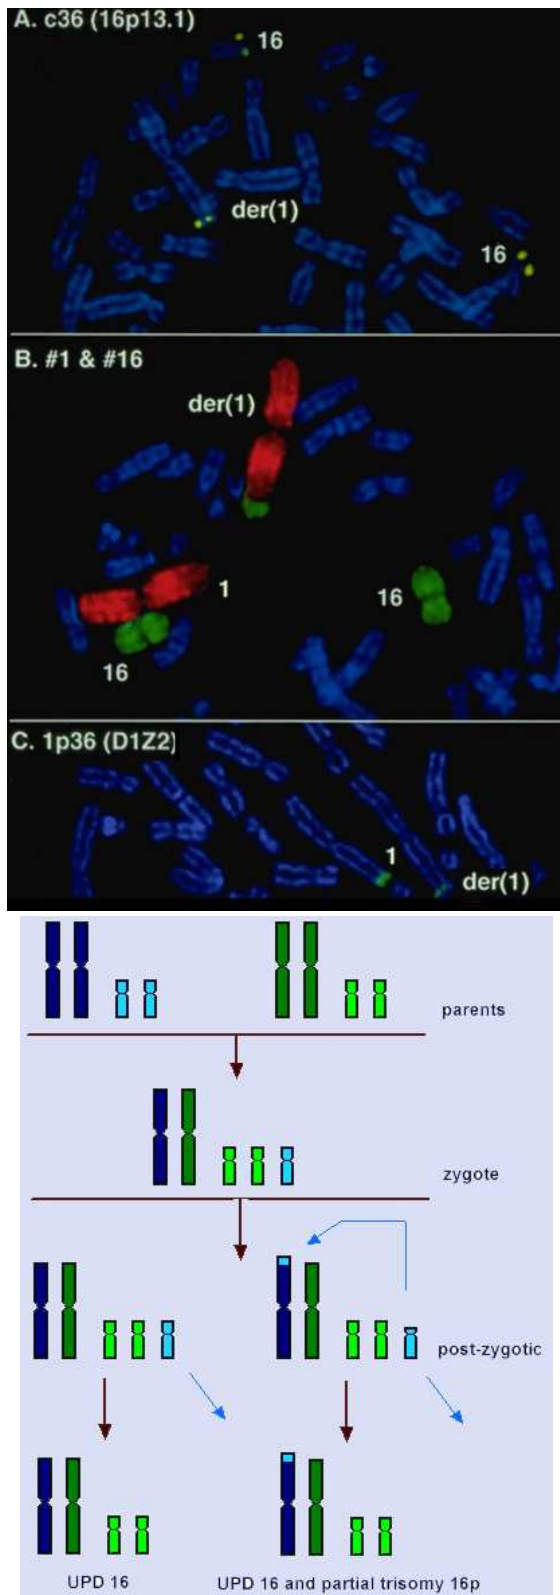 A. c36 (16p13.1)
16
der(1)
16
B. #1 & #16
der(1)
1
16
16
C. 1p36 (D1Z2)
1
der(1)
parents
zygote
post-zygotic
UPD 16
UPD 16 and partial trisomy 16p